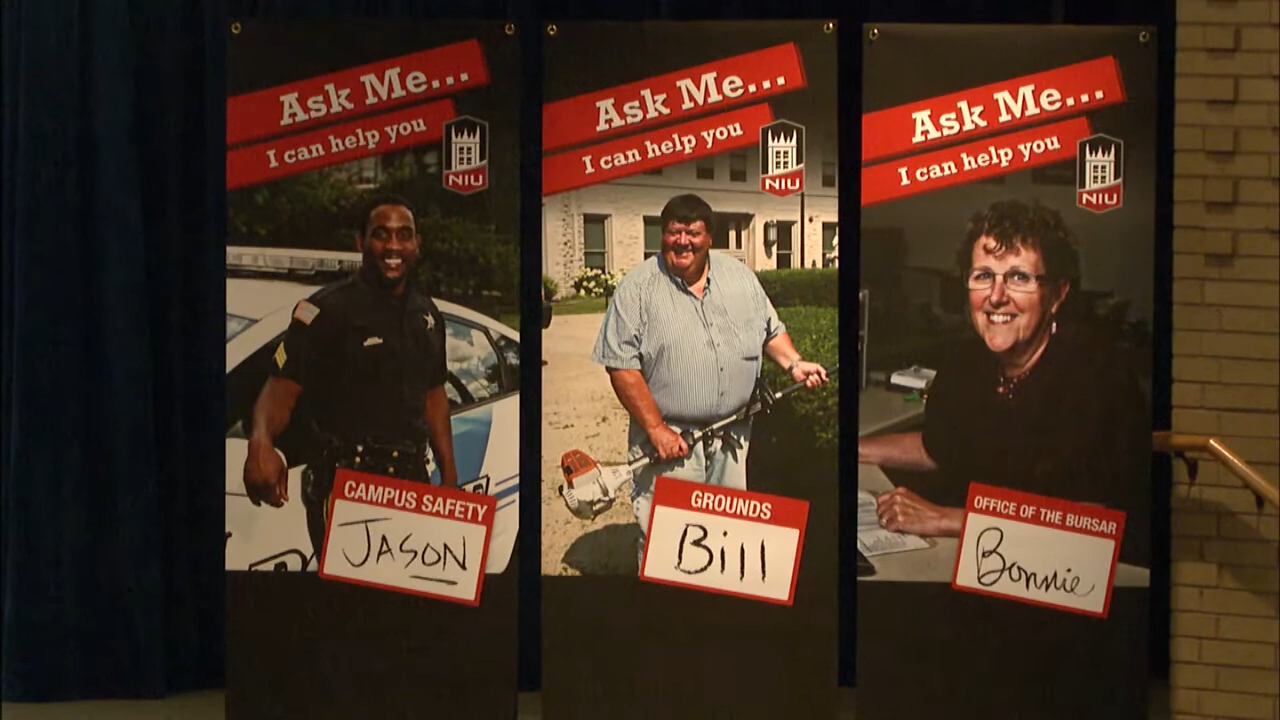 Ask Me...
I can help you
NIU
CAMPUS SAFETY
JASON
Ask Me...
I can help you
NIU
GROUNDS
Bill
Ask Me...
I can help you
NIU
OFFICE OF THE BURSAR
Bonnie